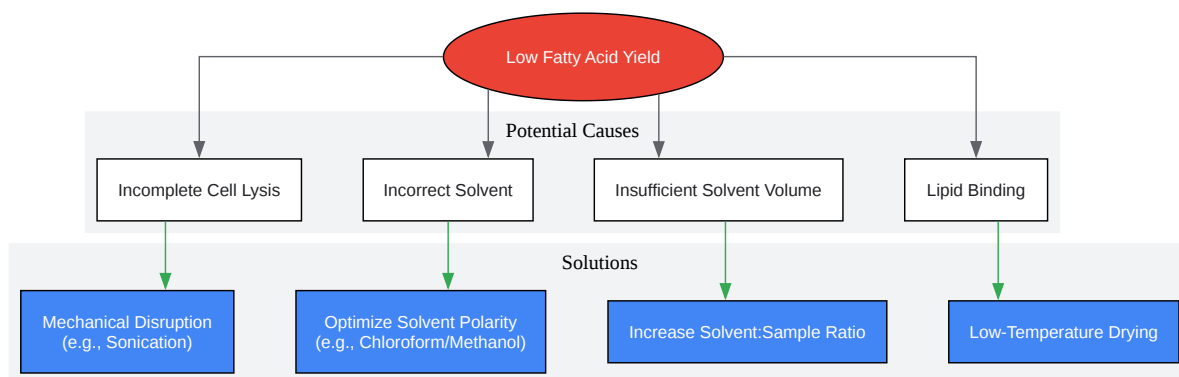 Low Fatty Acid Yield
Potential Causes
Incomplete Cell Lysis
Incorrect Solvent
Insufficient Solvent Volume
Lipid Binding
Solutions
Mechanical Disruption
(e.g., Sonication)
Optimize Solvent Polarity
(e.g., Chloroform/Methanol)
Increase Solvent:Sample Ratio
Low-Temperature Drying